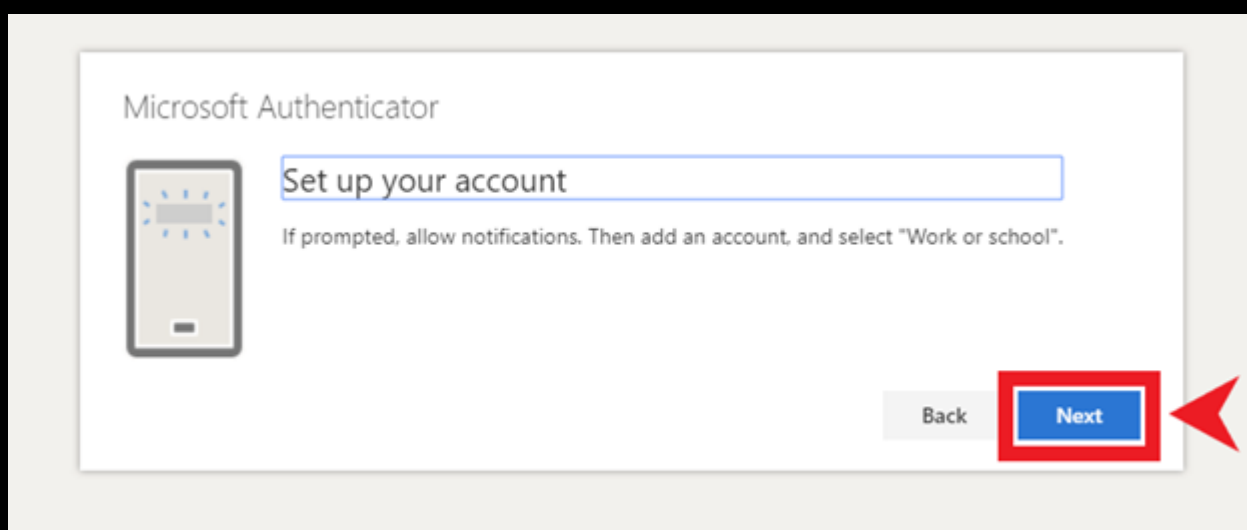 Microsoft Authenticator
Set up your account
If prompted, allow notifications. Then add an account, and select "Work or school".
Back
Next